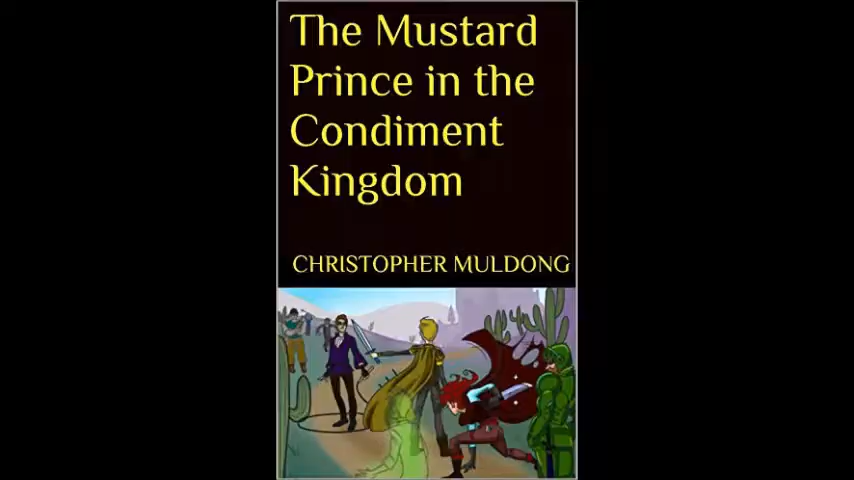 The Mustard
Prince in the
Condiment
Kingdom
CHRISTOPHER MULDONG